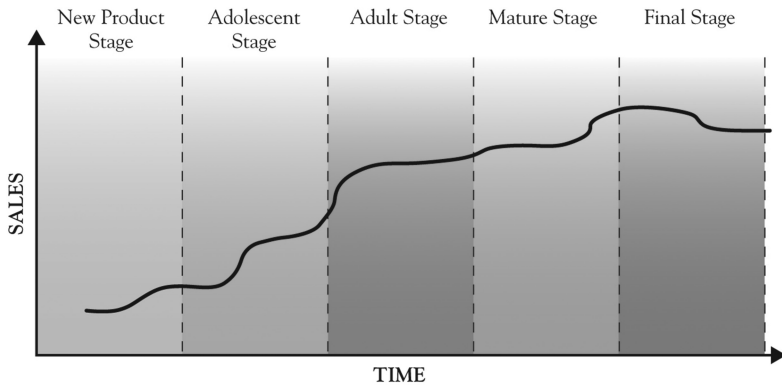 New Product
Stage
Adolescent
Stage
Adult Stage
Mature Stage
Final Stage
SALES
TIME